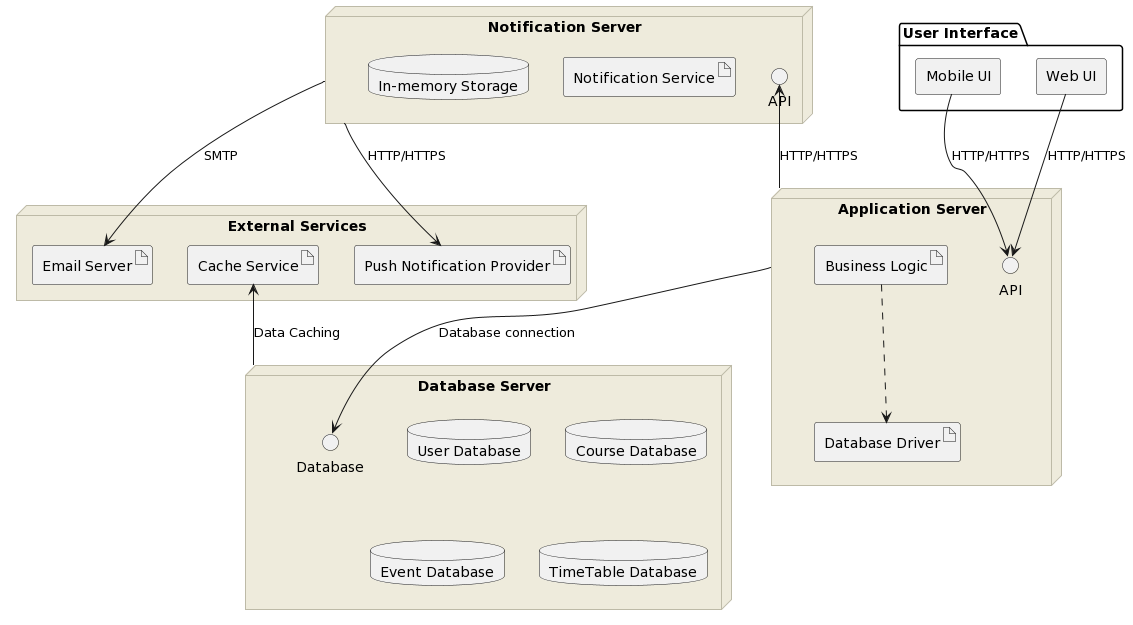 Notification Server
In-memory Storage
Notification Service
API
User Interface
Mobile UI
Web UI
SMTP
HTTP/HTTPS
HTTP/HTTPS
HTTP/HTTPS
HTTP/HTTPS
External Services
Email Server
Cache Service
Push Notification Provider
Application Server
Business Logic
API
Data Caching
Database connection
Database Server
Database
User Database
Course Database
Database Driver
Event Database
TimeTable Database